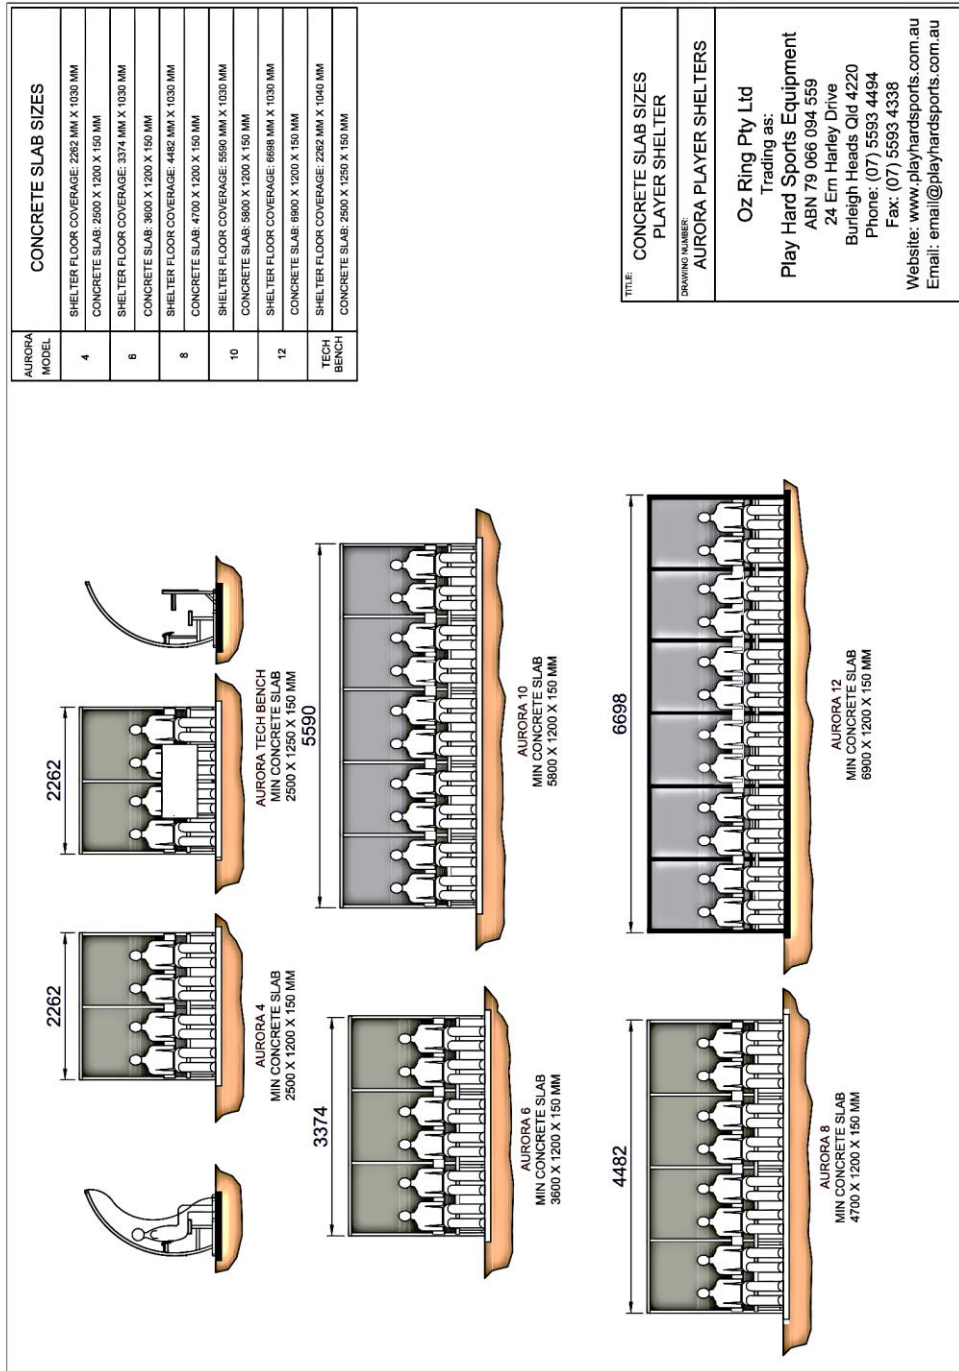 2262
AURORA 4
MIN CONCRETE SLAB
2500 X 1200 X 150 MM
2262
AURORA TECH BENCH
MIN CONCRETE SLAB
2500 X 1250 X 150 MM
3374
AURORA 6
MIN CONCRETE SLAB
3600 X 1200 X 150 MM
5590
AURORA 10
MIN CONCRETE SLAB
5800 X 1200 X 150 MM
4482
AURORA 8
MIN CONCRETE SLAB
4700 X 1200 X 150 MM
6698
AURORA 12
MIN CONCRETE SLAB
6900 X 1200 X 150 MM
AURORA MODEL
CONCRETE SLAB SIZES
4
SHELTER FLOOR COVERAGE: 2262 MM X 1030 MM
CONCRETE SLAB: 2500 X 1200 X 150 MM
6
SHELTER FLOOR COVERAGE: 3374 MM X 1030 MM
CONCRETE SLAB: 3600 X 1200 X 150 MM
8
SHELTER FLOOR COVERAGE: 4482 MM X 1030 MM
CONCRETE SLAB: 4700 X 1200 X 150 MM
10
SHELTER FLOOR COVERAGE: 5590 MM X 1030 MM
CONCRETE SLAB: 5800 X 1200 X 150 MM
12
SHELTER FLOOR COVERAGE: 6698 MM X 1030 MM
CONCRETE SLAB: 6900 X 1200 X 150 MM
TECH BENCH
SHELTER FLOOR COVERAGE: 2262 MM X 1040 MM
CONCRETE SLAB: 2500 X 1250 X 150 MM
TITLE:
CONCRETE SLAB SIZES
PLAYER SHELTER
DRAWING NUMBER:
AURORA PLAYER SHELTERS
Oz Ring Pty Ltd
Trading as:
Play Hard Sports Equipment
ABN 79 066 094 559
24 Ern Harley Drive
Burleigh Heads Qld 4220
Phone: (07) 5593 4494
Fax: (07) 5593 4338
Website: www.playhardsports.com.au
Email: email@playhardsports.com.au